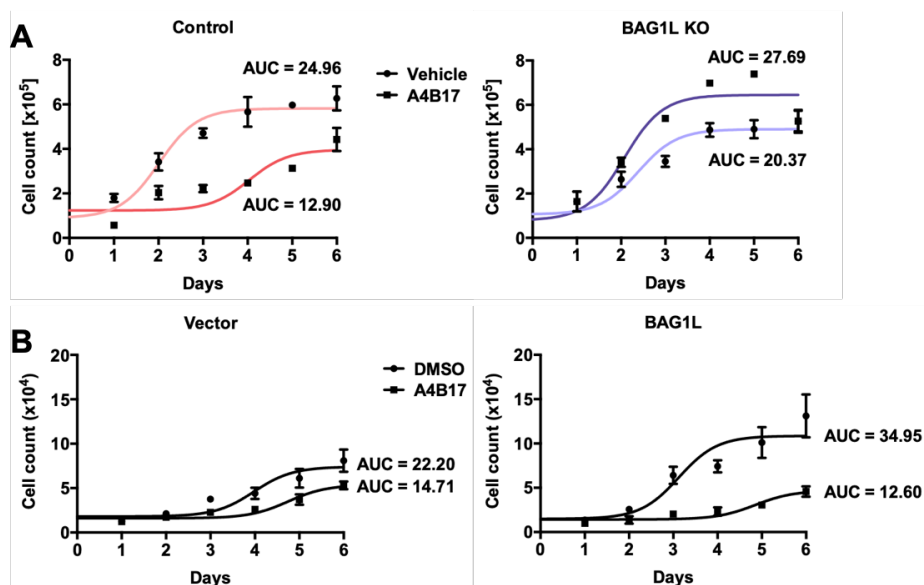 A
Control
Cell count [x10⁵]
8
6
4
2
0
0 1 2 3 4 5 6
Days
AUC = 24.96
AUC = 12.90
Vehicle
A4B17
BAG1L KO
Cell count [x10⁵]
8
6
4
2
0
0 1 2 3 4 5 6
Days
AUC = 27.69
AUC = 20.37
B
Vector
Cell count (x10⁴)
20
15
10
5
0
0 1 2 3 4 5 6
Days
DMSO
A4B17
AUC = 22.20
AUC = 14.71
BAG1L
Cell count (x10⁴)
20
15
10
5
0
0 1 2 3 4 5 6
Days
AUC = 34.95
AUC = 12.60